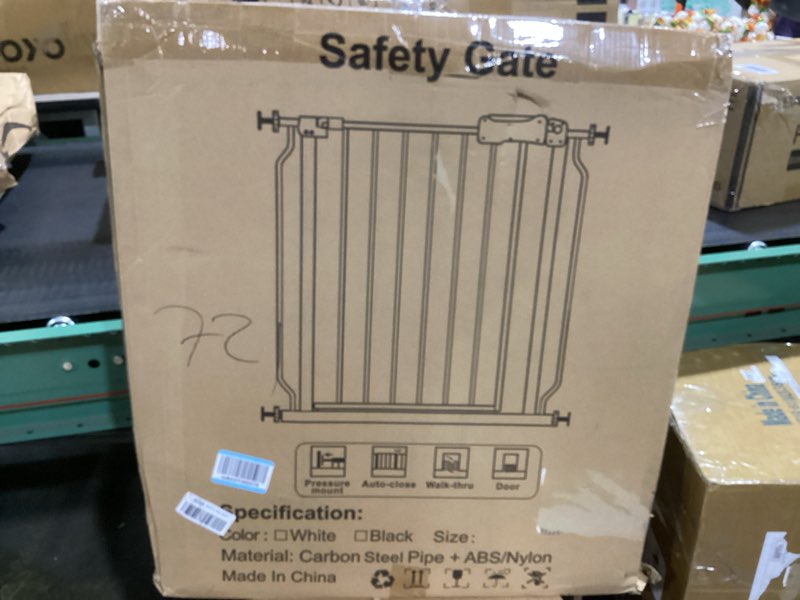 Safety Gate
72
Pressure mount
Auto-close
Walk-thru
Door
Specification:
Color: □White □Black Size:
Material: Carbon Steel Pipe + ABS/Nylon
Made In China